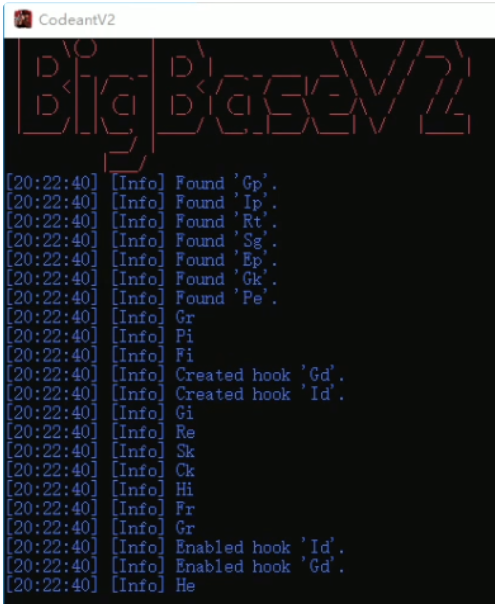 CodeantV2
BigBaseV2
[20:22:40] [Info] Found 'Gp'.
[20:22:40] [Info] Found 'Ip'.
[20:22:40] [Info] Found 'Rt'.
[20:22:40] [Info] Found 'Sg'.
[20:22:40] [Info] Found 'Ep'.
[20:22:40] [Info] Found 'Gk'.
[20:22:40] [Info] Found 'Pe'.
[20:22:40] [Info] Gr
[20:22:40] [Info] Pi
[20:22:40] [Info] Fi
[20:22:40] [Info] Created hook 'Gd'.
[20:22:40] [Info] Created hook 'Id'.
[20:22:40] [Info] Gi
[20:22:40] [Info] Re
[20:22:40] [Info] Sk
[20:22:40] [Info] Ck
[20:22:40] [Info] Hi
[20:22:40] [Info] Fr
[20:22:40] [Info] Gr
[20:22:40] [Info] Enabled hook 'Id'.
[20:22:40] [Info] Enabled hook 'Gd'.
[20:22:40] [Info] He